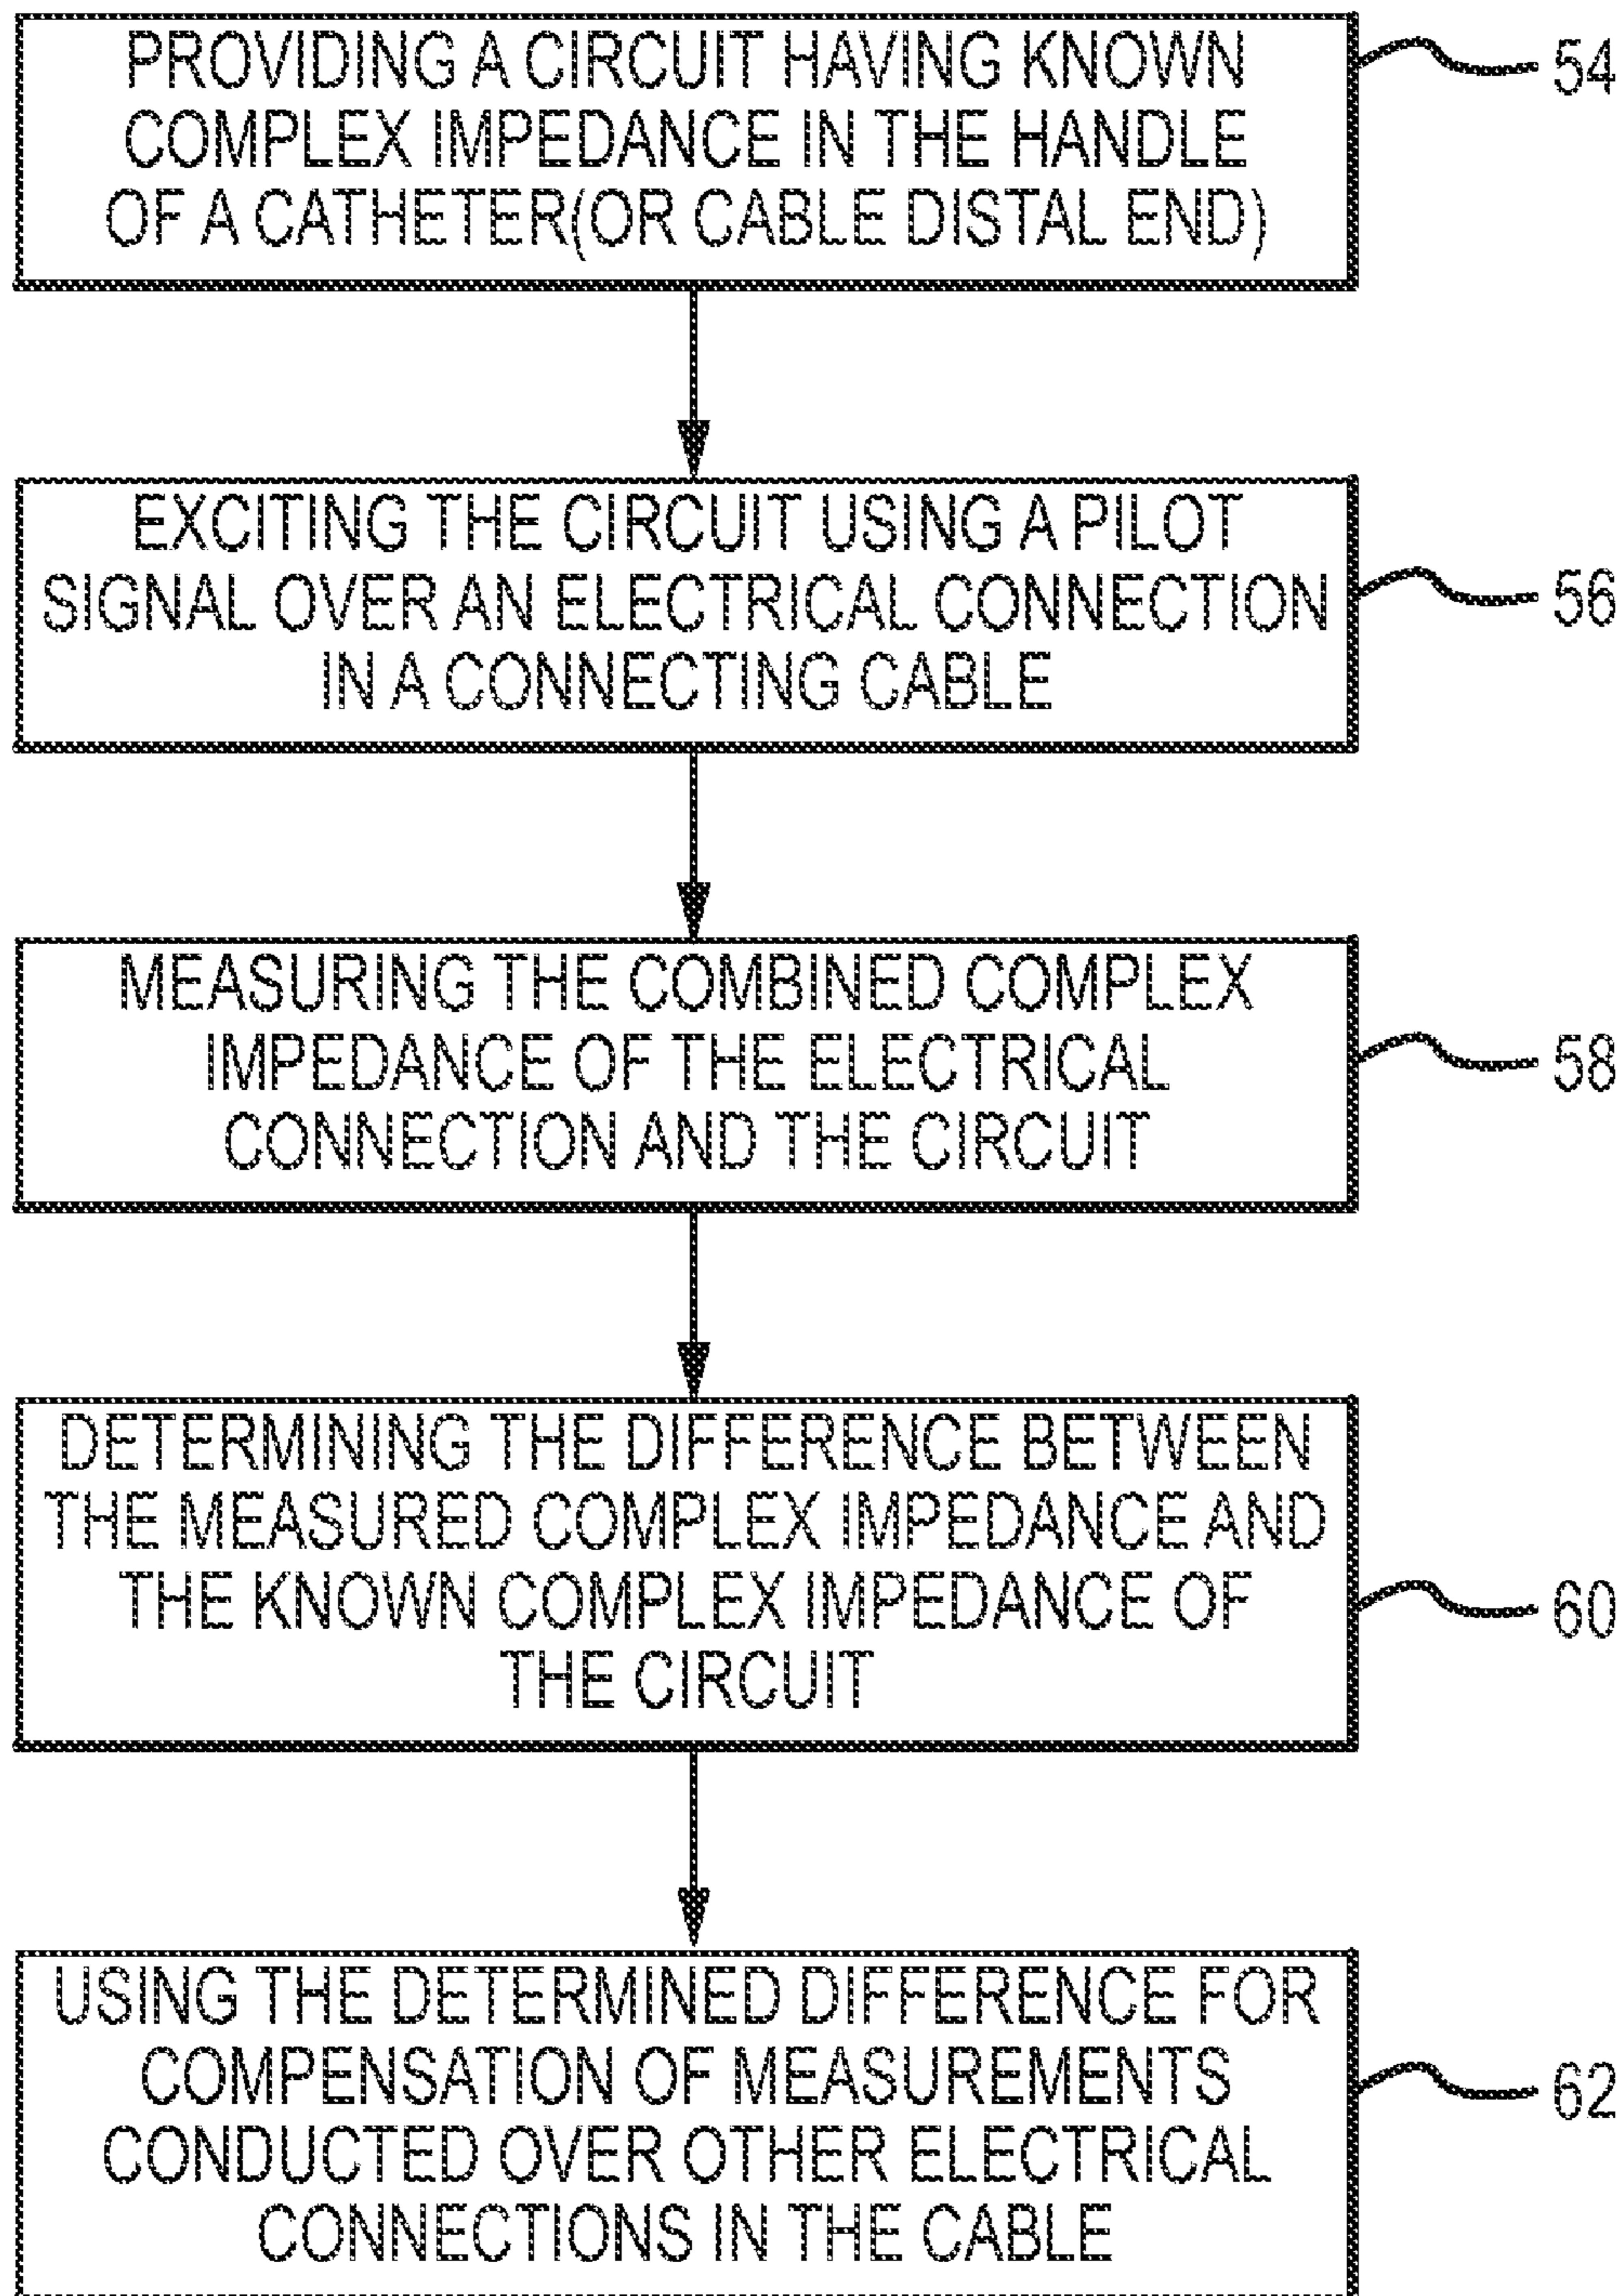 PROVIDING A CIRCUIT HAVING KNOWN
COMPLEX IMPEDANCE IN THE HANDLE
OF A CATHETER(OR CABLE DISTAL END)
54
EXCITING THE CIRCUIT USING A PILOT
SIGNAL OVER AN ELECTRICAL CONNECTION
IN A CONNECTING CABLE
56
MEASURING THE COMBINED COMPLEX
IMPEDANCE OF THE ELECTRICAL
CONNECTION AND THE CIRCUIT
58
DETERMINING THE DIFFERENCE BETWEEN
THE MEASURED COMPLEX IMPEDANCE AND
THE KNOWN COMPLEX IMPEDANCE OF
THE CIRCUIT
60
USING THE DETERMINED DIFFERENCE FOR
COMPENSATION OF MEASUREMENTS
CONDUCTED OVER OTHER ELECTRICAL
CONNECTIONS IN THE CABLE
62